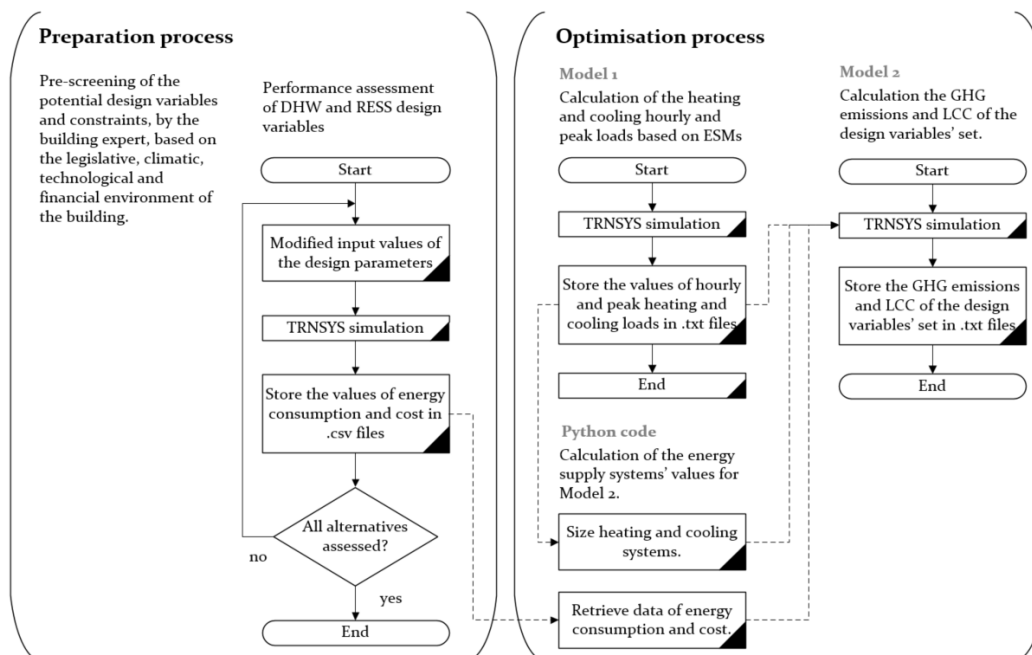 Preparation process
Pre-screening of the
potential design variables
and constraints, by the
building expert, based on
the legislative, climatic,
technological and
financial environment of
the building.
Performance assessment
of DHW and RESS design
variables
Start
Modified input values of
the design parameters
TRNSYS simulation
Store the values of energy
consumption and cost in
.csv files
All alternatives
assessed?
no
yes
End
Optimisation process
Model 1
Calculation of the heating
and cooling hourly and
peak loads based on ESMs
Start
TRNSYS simulation
Store the values of hourly
and peak heating and
cooling loads in .txt files
End
Python code
Calculation of the energy
supply systems' values for
Model 2.
Size heating and cooling
systems.
Retrieve data of energy
consumption and cost.
Model 2
Calculation the GHG
emissions and LCC of the
design variables' set.
Start
TRNSYS simulation
Store the GHG emissions
and LCC of the design
variables' set in .txt files
End